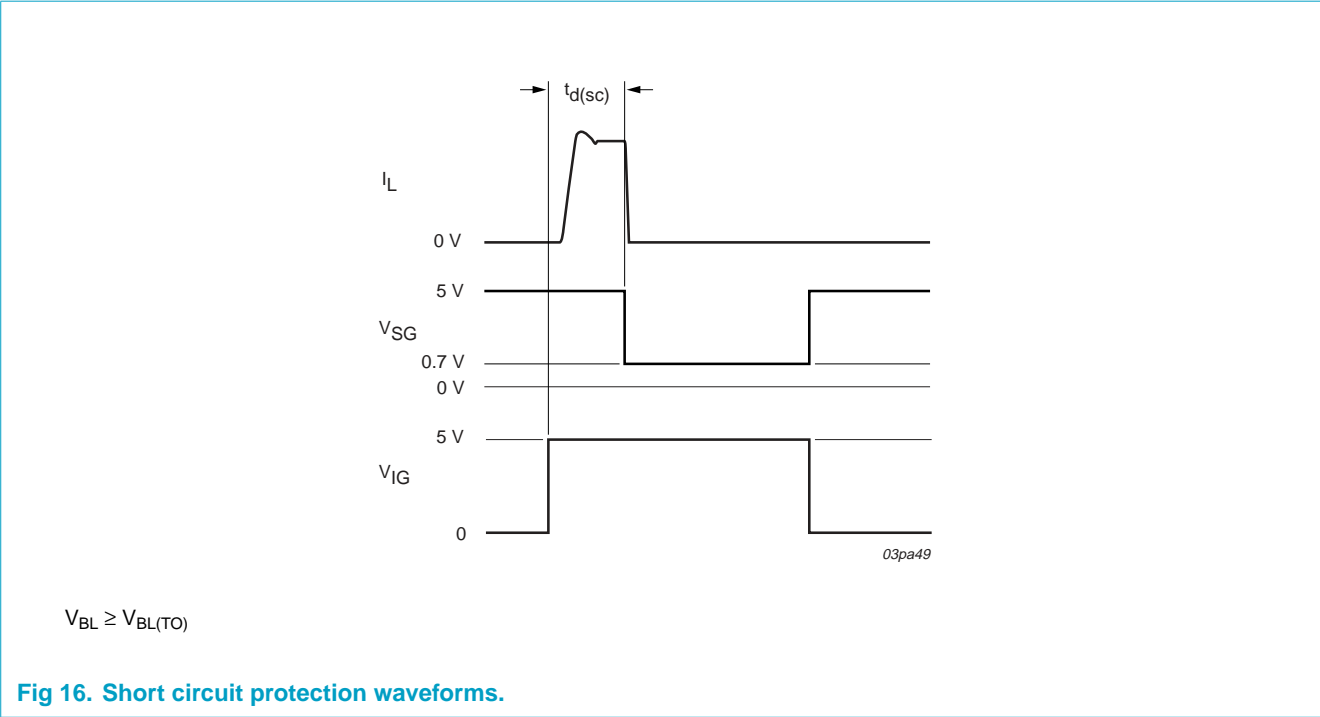 td(sc)
IL
0 V
5 V
VSG
0.7 V
0 V
5 V
VIG
0
03pa49
VBL ≥ VBL(TO)
Fig 16. Short circuit protection waveforms.